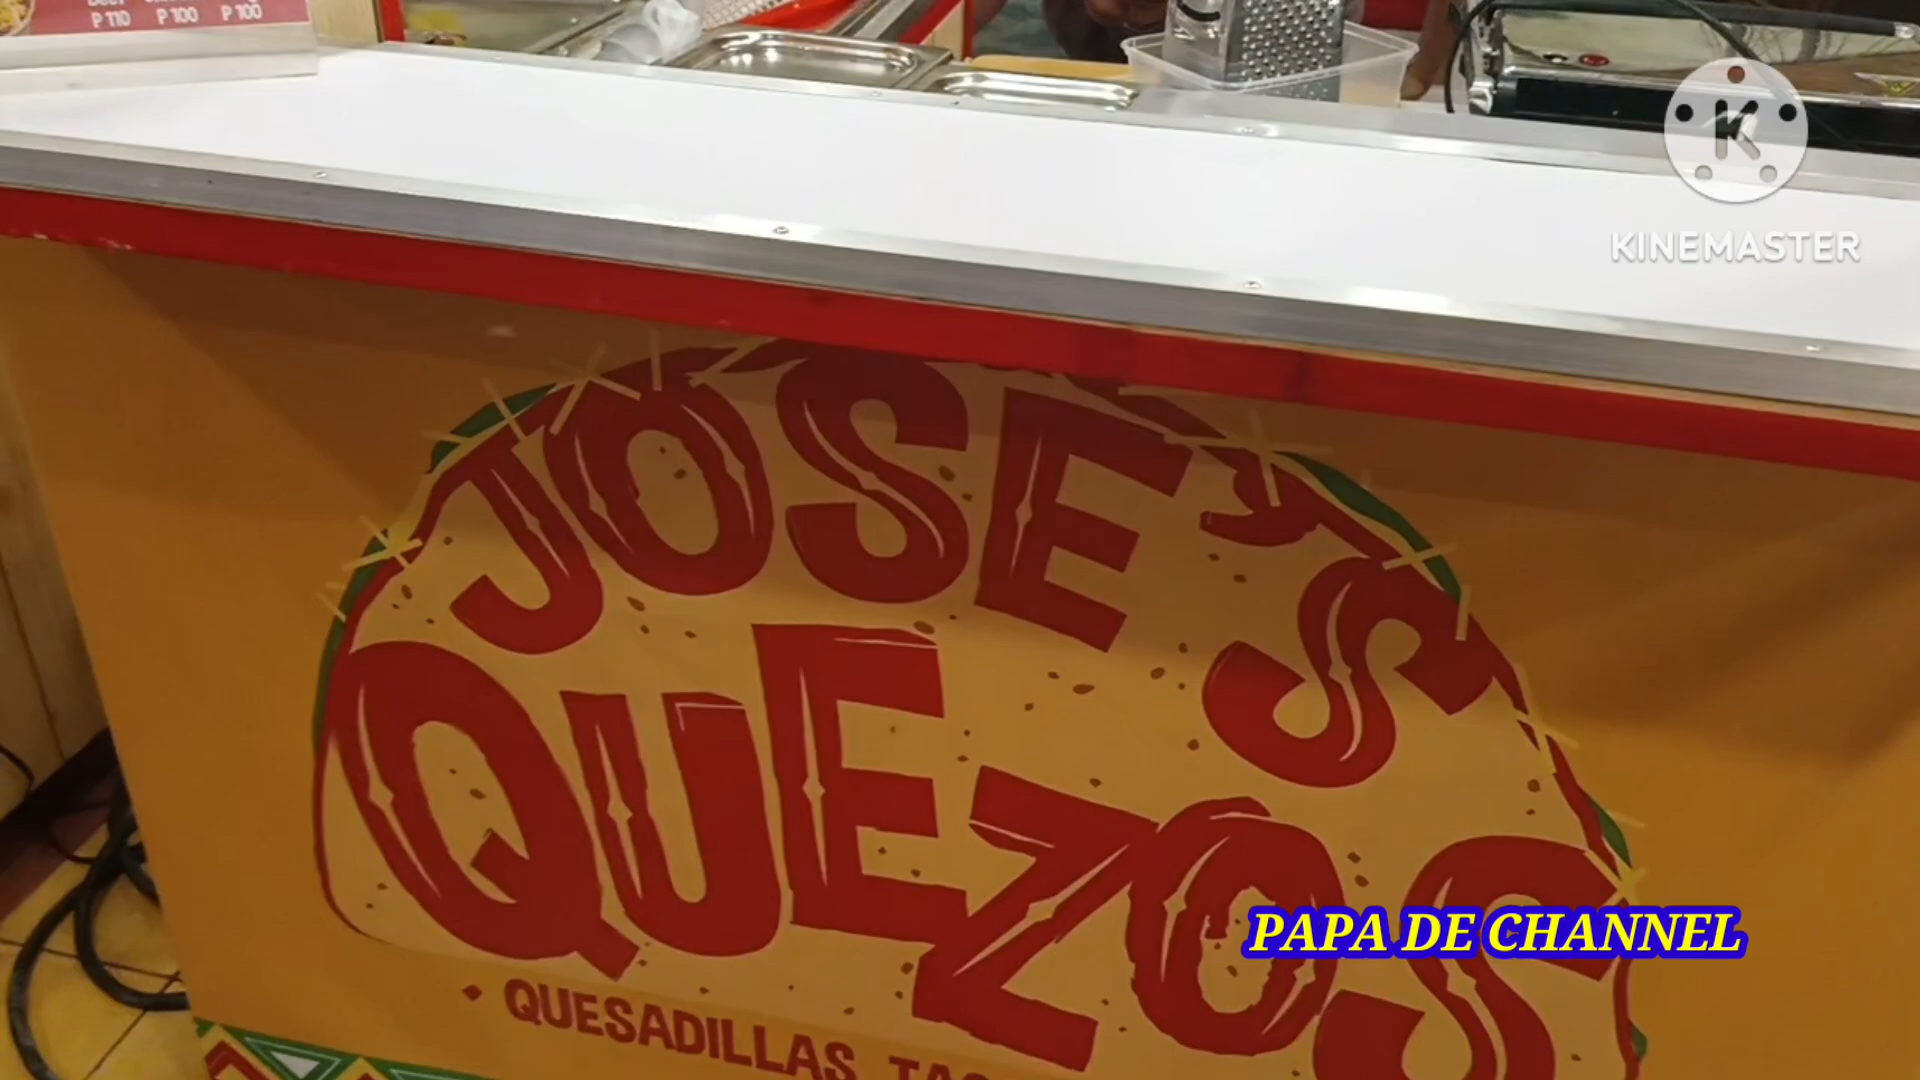 ₱110 ₱100 ₱100
K
KINEMASTER
JOSE'S
QUEZOS
PAPA DE CHANNEL
• QUESADILLAS